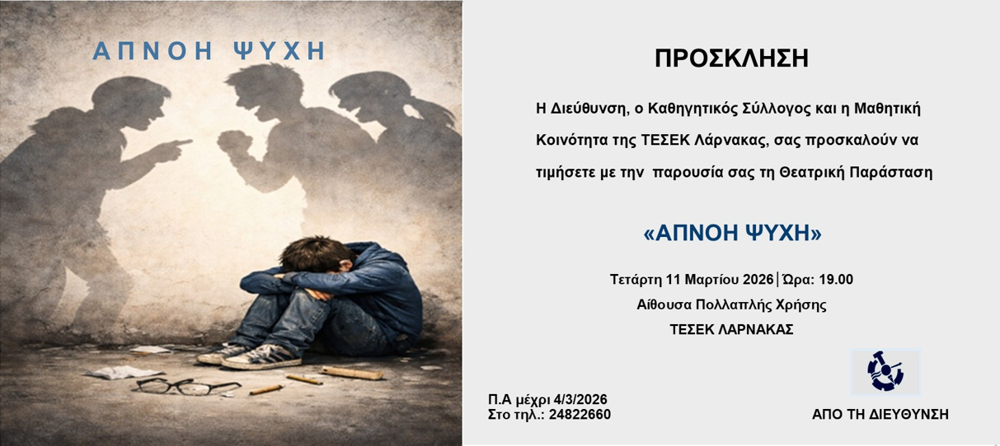 ΑΠΝΟΗ ΨΥΧΗ
ΠΡΟΣΚΛΗΣΗ
Η Διεύθυνση, ο Καθηγητικός Σύλλογος και η Μαθητική
Κοινότητα της ΤΕΣΕΚ Λάρνακας, σας προσκαλούν να
τιμήσετε με την παρουσία σας τη Θεατρική Παράσταση
«ΑΠΝΟΗ ΨΥΧΗ»
Τετάρτη 11 Μαρτίου 2026|Ώρα: 19.00
Αίθουσα Πολλαπλής Χρήσης
ΤΕΣΕΚ ΛΑΡΝΑΚΑΣ
Π.Α μέχρι 4/3/2026
Στο τηλ.: 24822660
ΑΠΟ ΤΗ ΔΙΕΥΘΥΝΣΗ